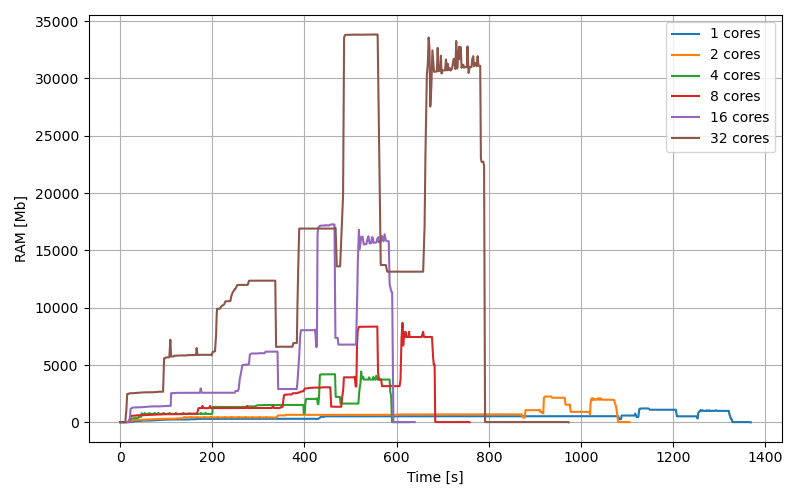 35000
30000
25000
20000
15000
10000
5000
0
RAM [Mb]
1 cores
2 cores
4 cores
8 cores
16 cores
32 cores
0 200 400 600 800 1000 1200 1400
Time [s]